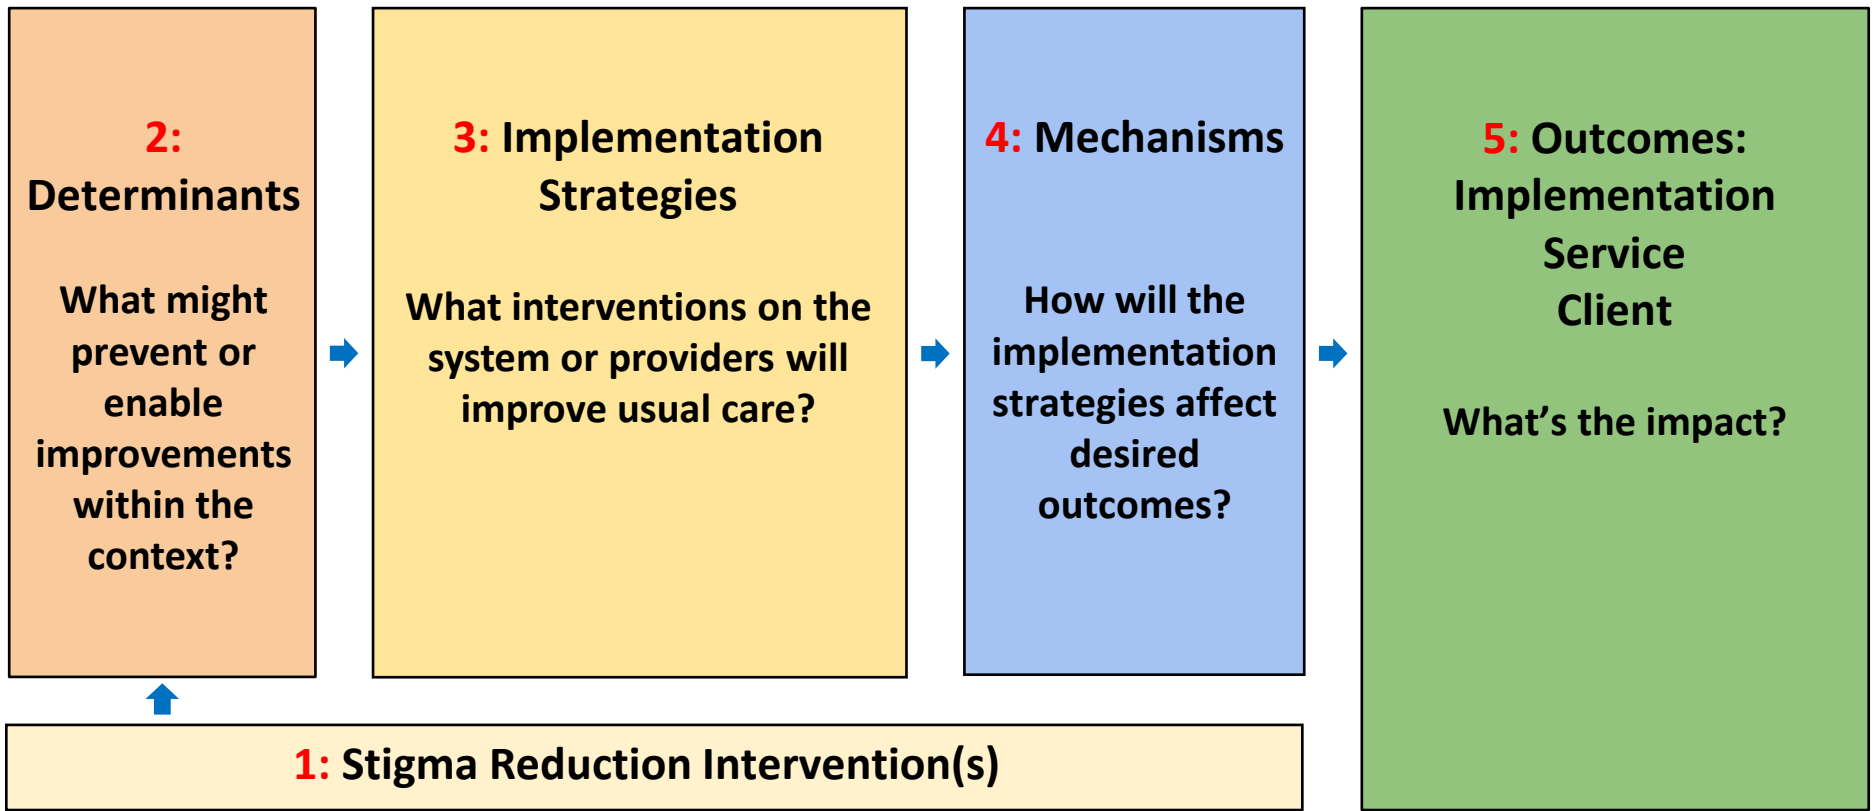 2:
Determinants
What might
prevent or
enable
improvements
within the
context?
3: Implementation
Strategies
What interventions on the
system or providers will
improve usual care?
4: Mechanisms
How will the
implementation
strategies affect
desired
outcomes?
5: Outcomes:
Implementation
Service
Client
What’s the impact?
1: Stigma Reduction Intervention(s)